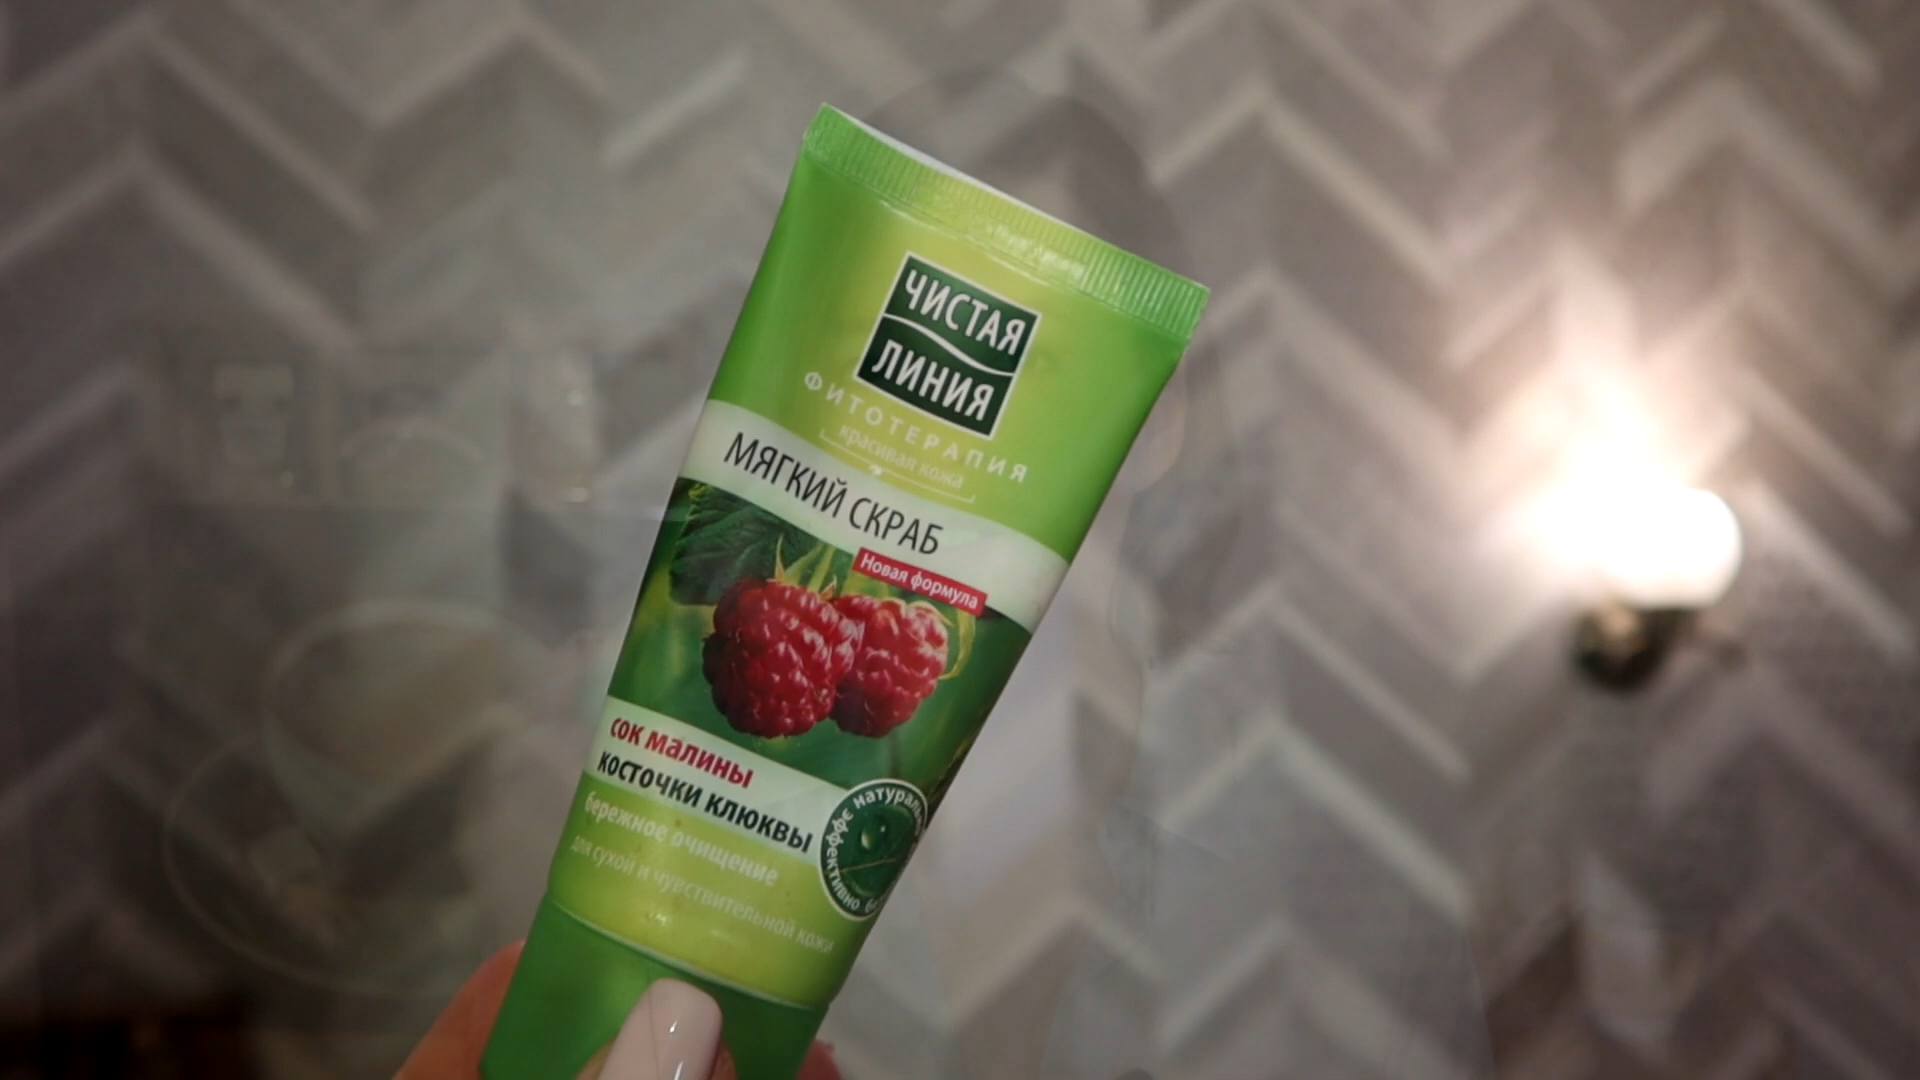 ЧИСТАЯ
ЛИНИЯ
ФИТОТЕРАПИЯ
красивая кожа
МЯГКИЙ СКРАБ
Новая формула
сок малины
косточки клюквы
бережное очищение
для сухой и чувствительной кожи
эффективно